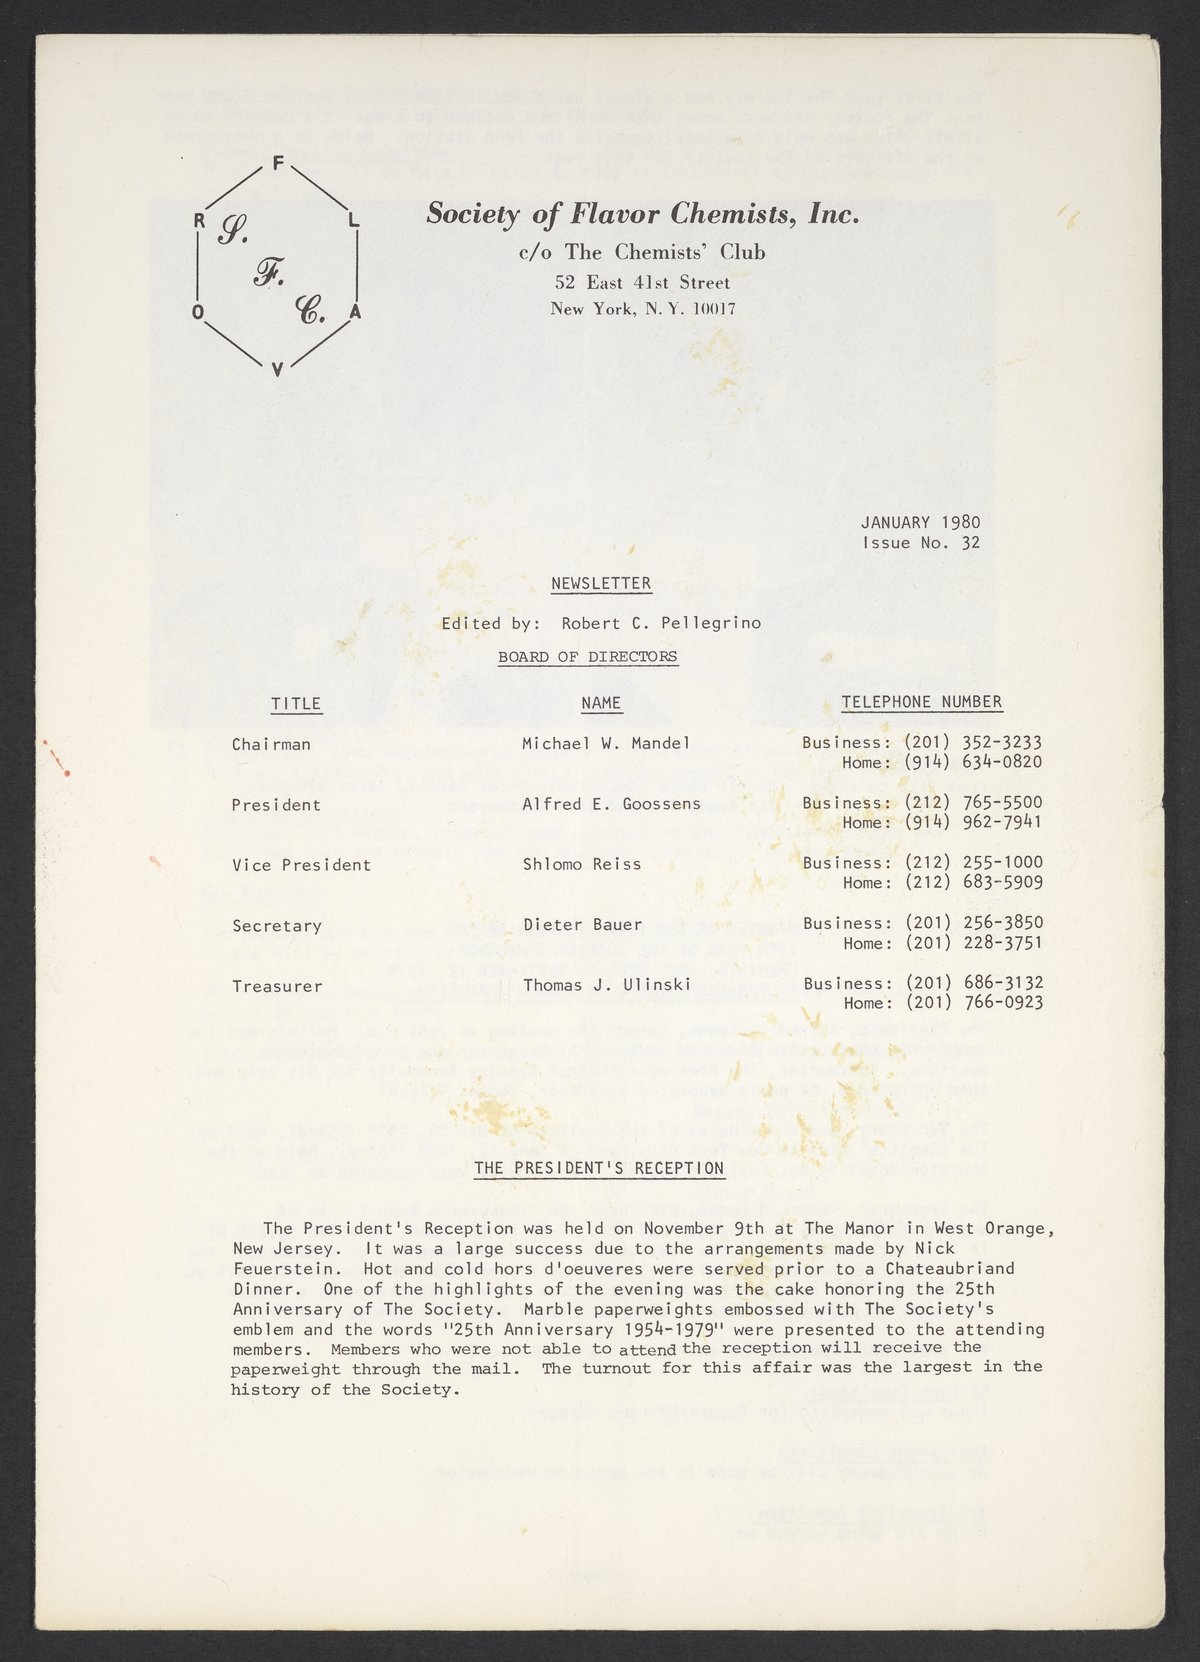 F
R L
S.
F.
C.
O A
V
Society of Flavor Chemists, Inc.
c/o The Chemists' Club
52 East 41st Street
New York, N. Y. 10017
JANUARY 1980
Issue No. 32
NEWSLETTER
Edited by: Robert C. Pellegrino
BOARD OF DIRECTORS
TITLE NAME TELEPHONE NUMBER
Chairman Michael W. Mandel Business: (201) 352-3233
Home: (914) 634-0820
President Alfred E. Goossens Business: (212) 765-5500
Home: (914) 962-7941
Vice President Shlomo Reiss Business: (212) 255-1000
Home: (212) 683-5909
Secretary Dieter Bauer Business: (201) 256-3850
Home: (201) 228-3751
Treasurer Thomas J. Ulinski Business: (201) 686-3132
Home: (201) 766-0923
THE PRESIDENT'S RECEPTION
The President's Reception was held on November 9th at The Manor in West Orange,
New Jersey. It was a large success due to the arrangements made by Nick
Feuerstein. Hot and cold hors d'oeuveres were served prior to a Chateaubriand
Dinner. One of the highlights of the evening was the cake honoring the 25th
Anniversary of The Society. Marble paperweights embossed with The Society's
emblem and the words "25th Anniversary 1954-1979" were presented to the attending
members. Members who were not able to attend the reception will receive the
paperweight through the mail. The turnout for this affair was the largest in the
history of the Society.